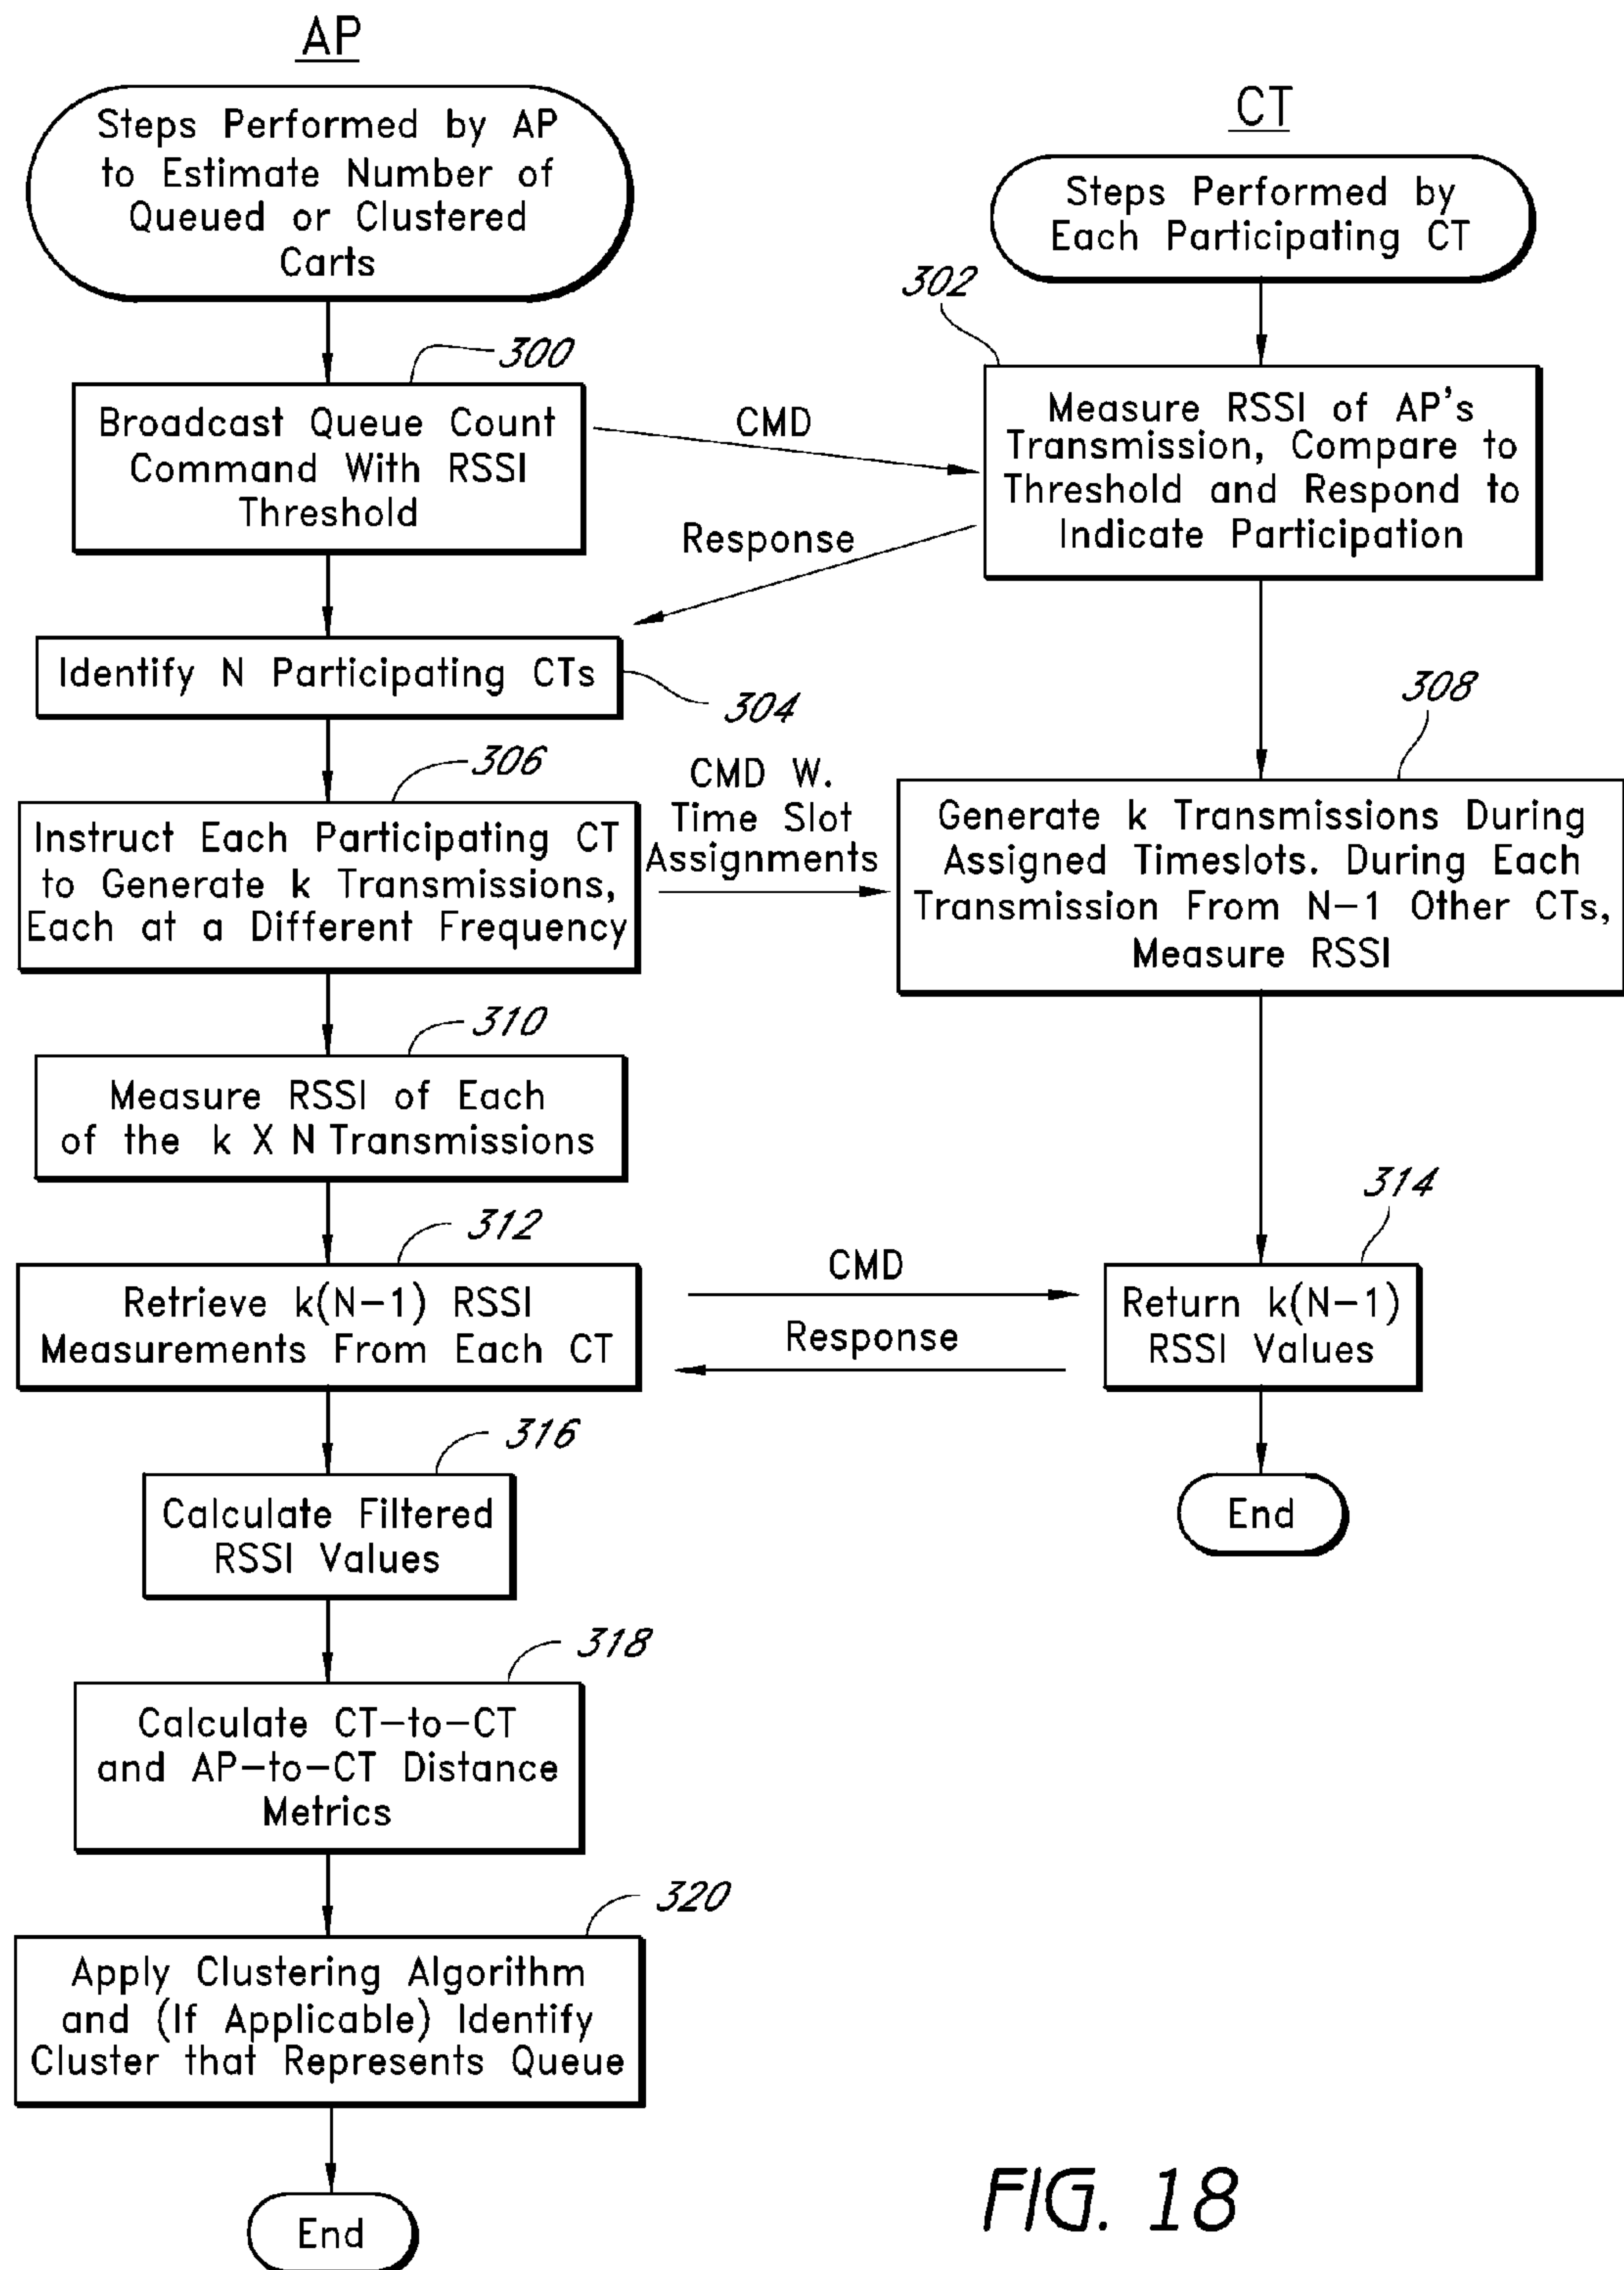 AP
Steps Performed by AP
to Estimate Number of
Queued or Clustered
Carts
CT
Steps Performed by
Each Participating CT
300
Broadcast Queue Count
Command With RSSI
Threshold
CMD
302
Measure RSSI of AP's
Transmission, Compare to
Threshold and Respond to
Indicate Participation
Response
Identify N Participating CTs
304
306
Instruct Each Participating CT
to Generate k Transmissions,
Each at a Different Frequency
CMD W.
Time Slot
Assignments
308
Generate k Transmissions During
Assigned Timeslots. During Each
Transmission From N-1 Other CTs,
Measure RSSI
310
Measure RSSI of Each
of the k X N Transmissions
312
Retrieve k(N-1) RSSI
Measurements From Each CT
CMD
Response
314
Return k(N-1)
RSSI Values
End
316
Calculate Filtered
RSSI Values
318
Calculate CT-to-CT
and AP-to-CT Distance
Metrics
320
Apply Clustering Algorithm
and (If Applicable) Identify
Cluster that Represents Queue
End
FIG. 18